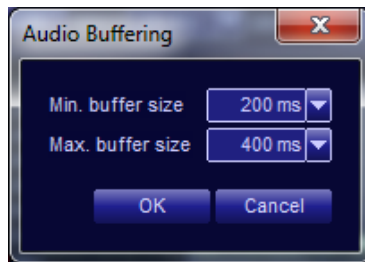 Audio Buffering
Min. buffer size 200 ms
Max. buffer size 400 ms
OK Cancel